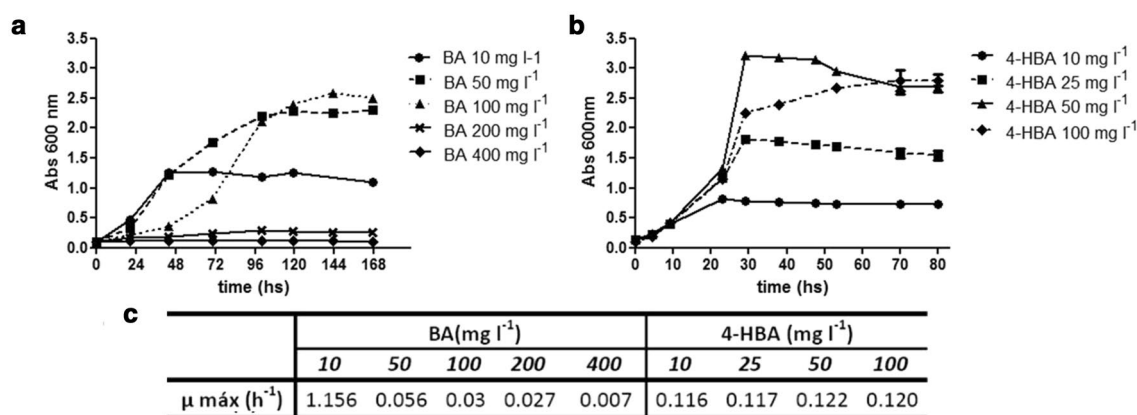 a
3.5
3.0
2.5
2.0
1.5
1.0
0.5
0.0
Abs 600 nm
0 24 48 72 96 120 144 168
time (hs)
BA 10 mg l-1
BA 50 mg l⁻¹
BA 100 mg l⁻¹
BA 200 mg l⁻¹
BA 400 mg l⁻¹
b
3.5
3.0
2.5
2.0
1.5
1.0
0.5
0.0
Abs 600nm
0 10 20 30 40 50 60 70 80
time (hs)
4-HBA 10 mg l⁻¹
4-HBA 25 mg l⁻¹
4-HBA 50 mg l⁻¹
4-HBA 100 mg l⁻¹
c
BA(mg l⁻¹) 4-HBA (mg l⁻¹)
10 50 100 200 400 10 25 50 100
μ máx (h⁻¹) 1.156 0.056 0.03 0.027 0.007 0.116 0.117 0.122 0.120